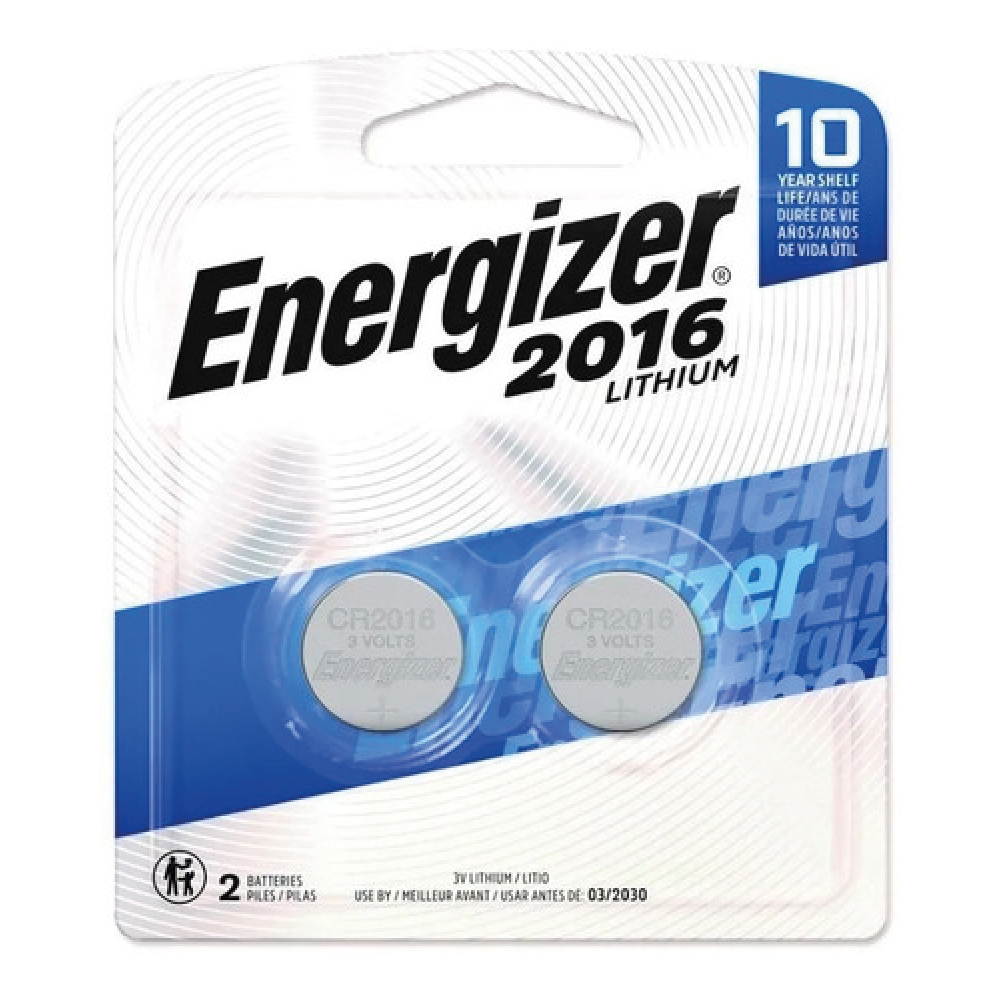 10
YEAR SHELF
LIFE/ANS DE
DURÉE DE VIE
AÑOS/ANOS
DE VIDA ÚTIL
Energizer®
2016
LITHIUM
CR2016
3 VOLTS
Energizer
+
CR2016
3 VOLTS
Energizer
+
2 BATTERIES
PILES / PILAS
3V LITHIUM / LITIO
USE BY / MEILLEUR AVANT / USAR ANTES DE: 03/2030